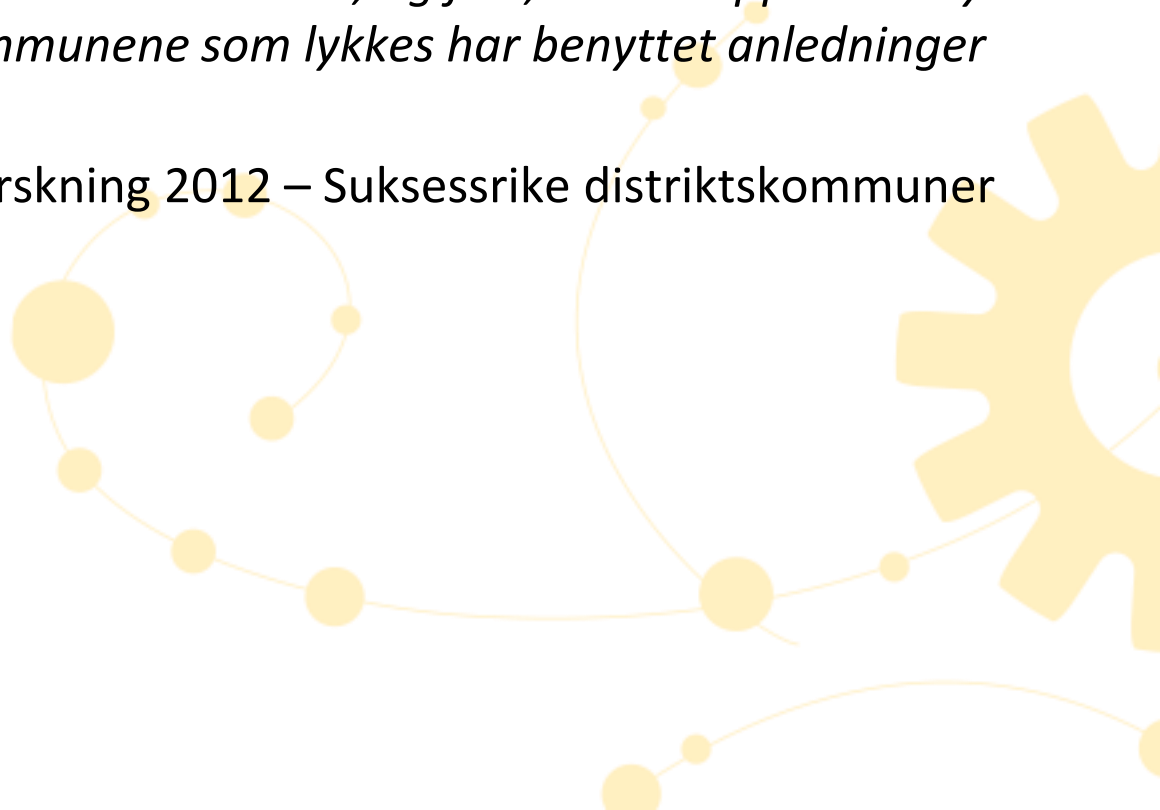 mmunene som lykkes har benyttet anledninger
rskning 2012 – Suksessrike distriktskommuner